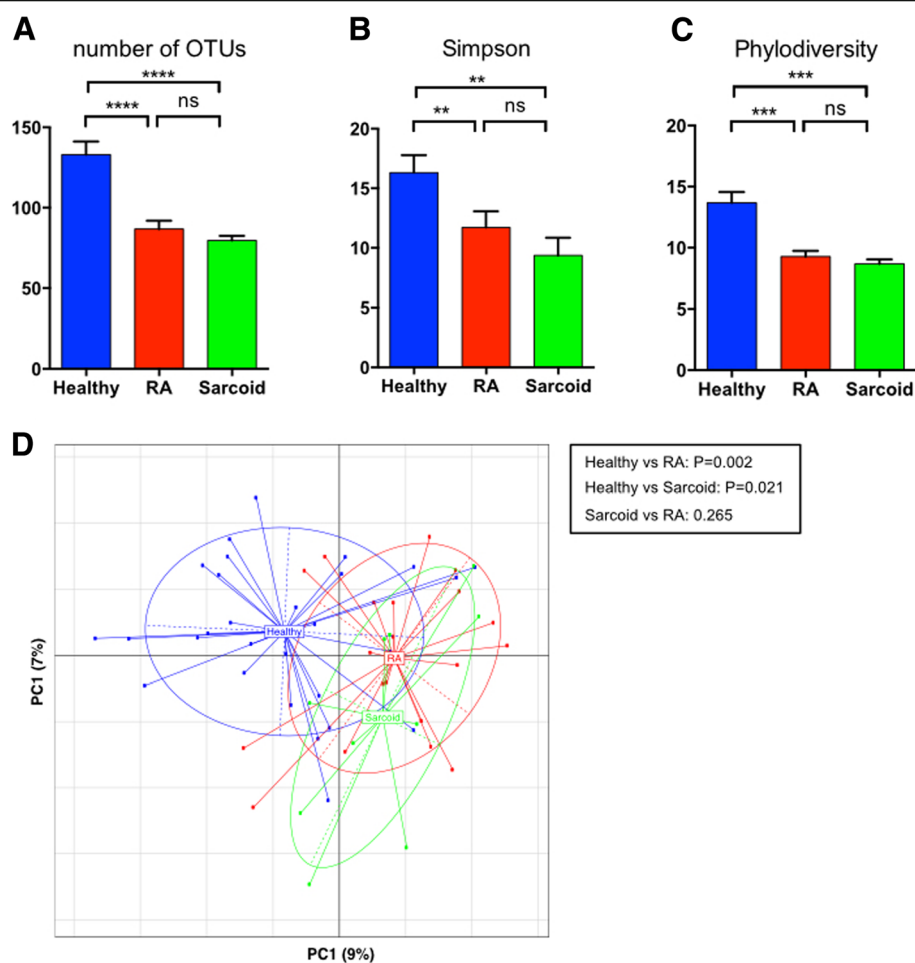 A
number of OTUs
****
****
ns
150
100
50
0
Healthy
RA
Sarcoid
B
Simpson
**
**
ns
20
15
10
5
0
Healthy
RA
Sarcoid
C
Phylodiversity
***
***
ns
20
15
10
5
0
Healthy
RA
Sarcoid
D
Healthy vs RA: P=0.002
Healthy vs Sarcoid: P=0.021
Sarcoid vs RA: 0.265
Healthy
RA
Sarcoid
PC1 (7%)
PC1 (9%)